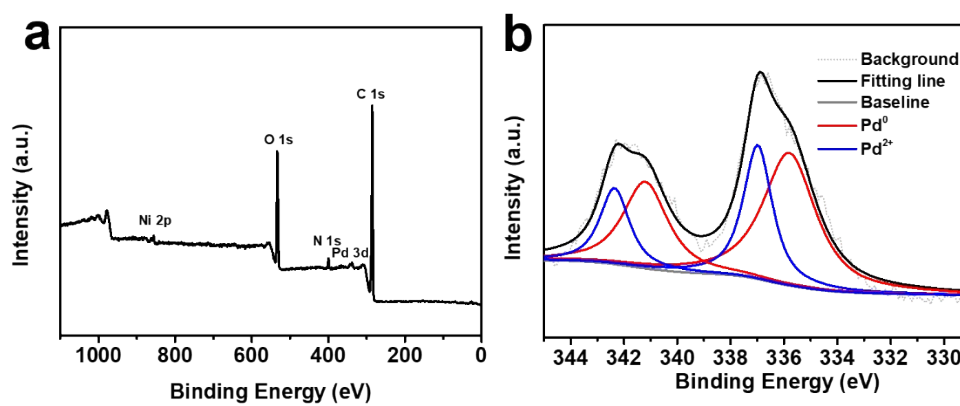 a
Intensity (a.u.)
Ni 2p
O 1s
N 1s
Pd 3d
C 1s
1000 800 600 400 200 0
Binding Energy (eV)
b
Intensity (a.u.)
Background
Fitting line
Baseline
Pd⁰
Pd²⁺
344 342 340 338 336 334 332 330
Binding Energy (eV)